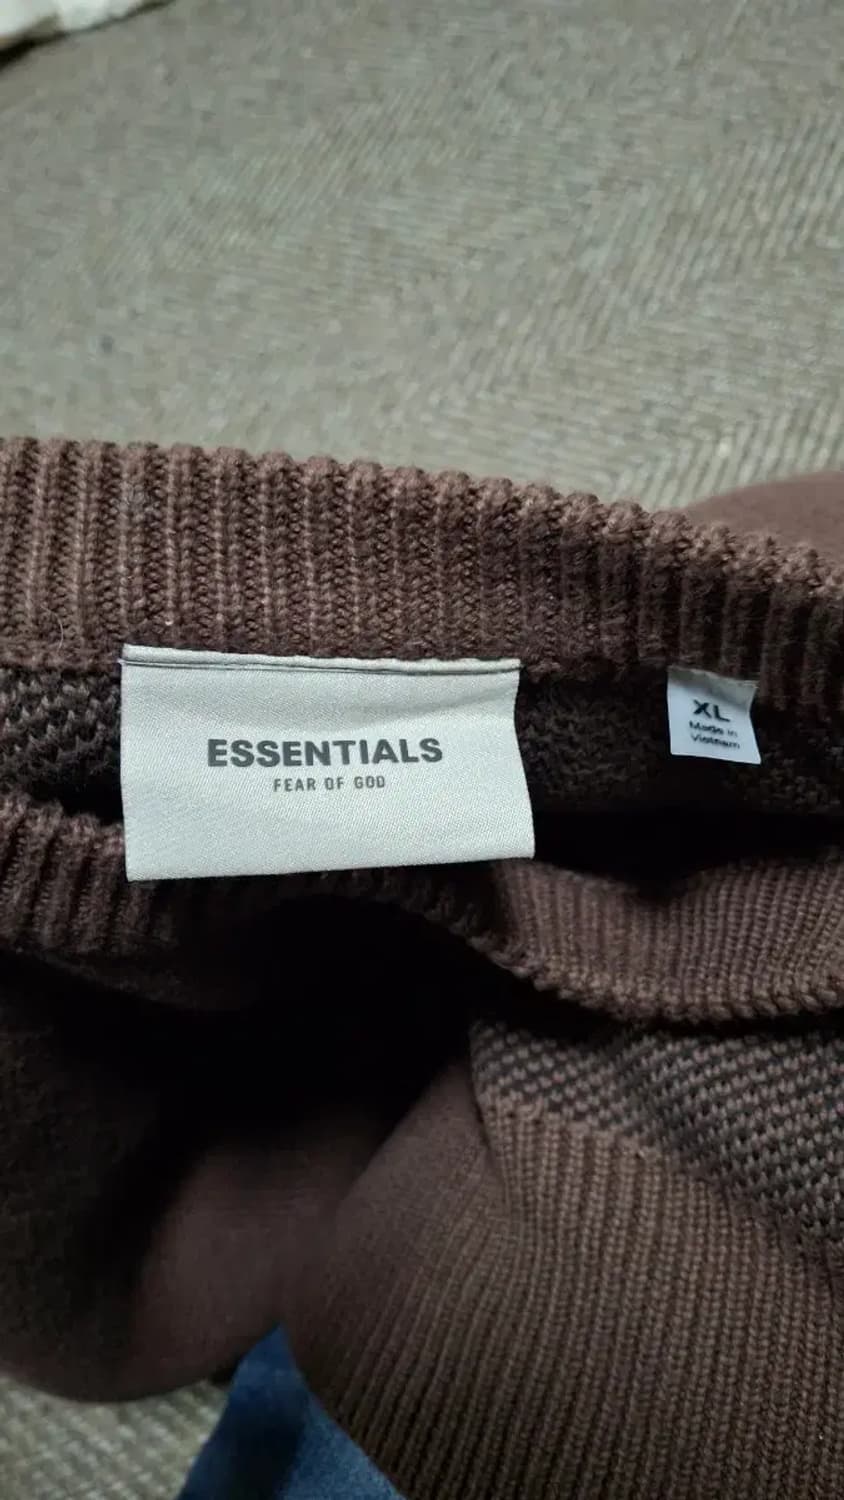 ESSENTIALS
FEAR OF GOD
XL
Made in
Vietnam